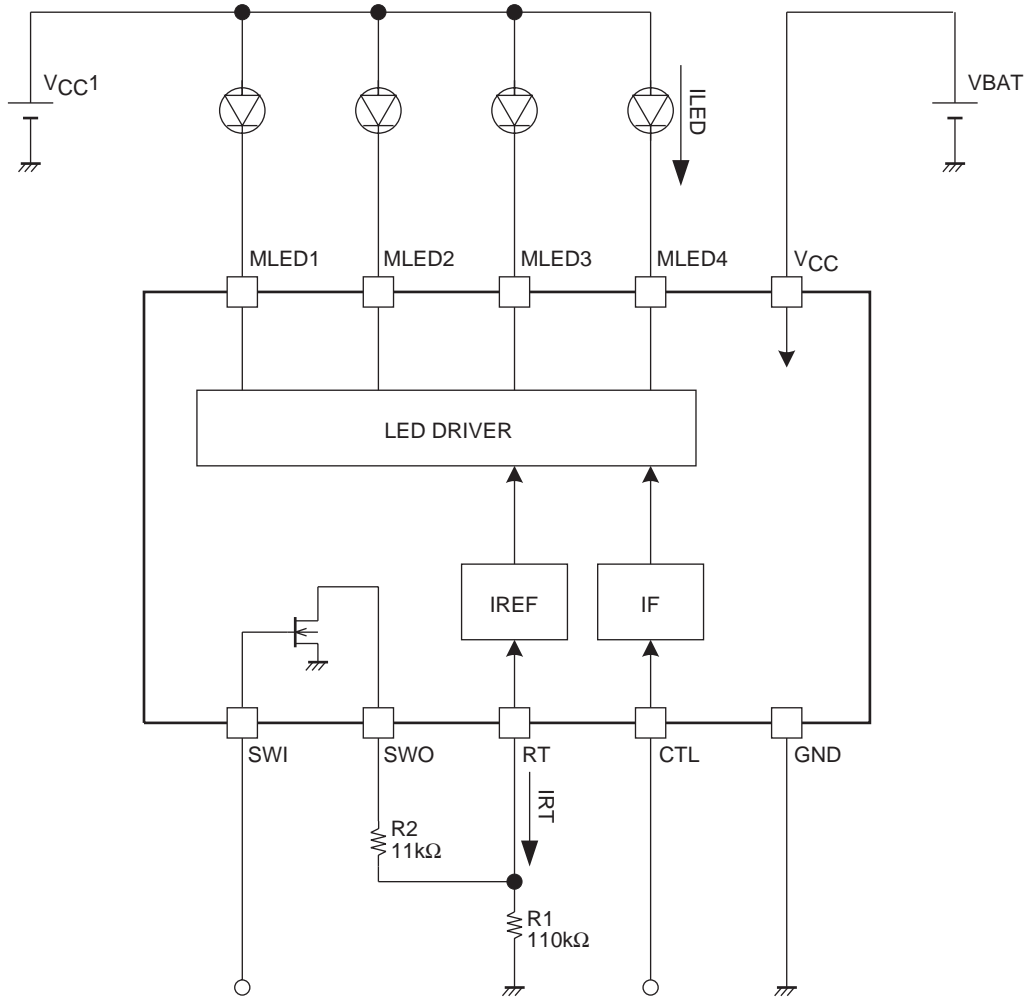 VCC1
VBAT
ILED
MLED1
MLED2
MLED3
MLED4
VCC
LED DRIVER
IREF
IF
SWI
SWO
RT
CTL
GND
IRT
R2
11kΩ
R1
110kΩ